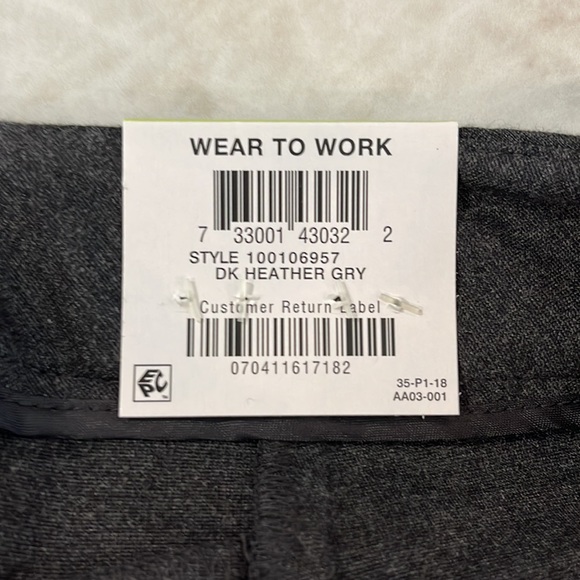 WEAR TO WORK
7 33001 43032 2
STYLE 100106957
DK HEATHER GRY
Customer Return Label
070411617182
EPC
35-P1-18
AA03-001